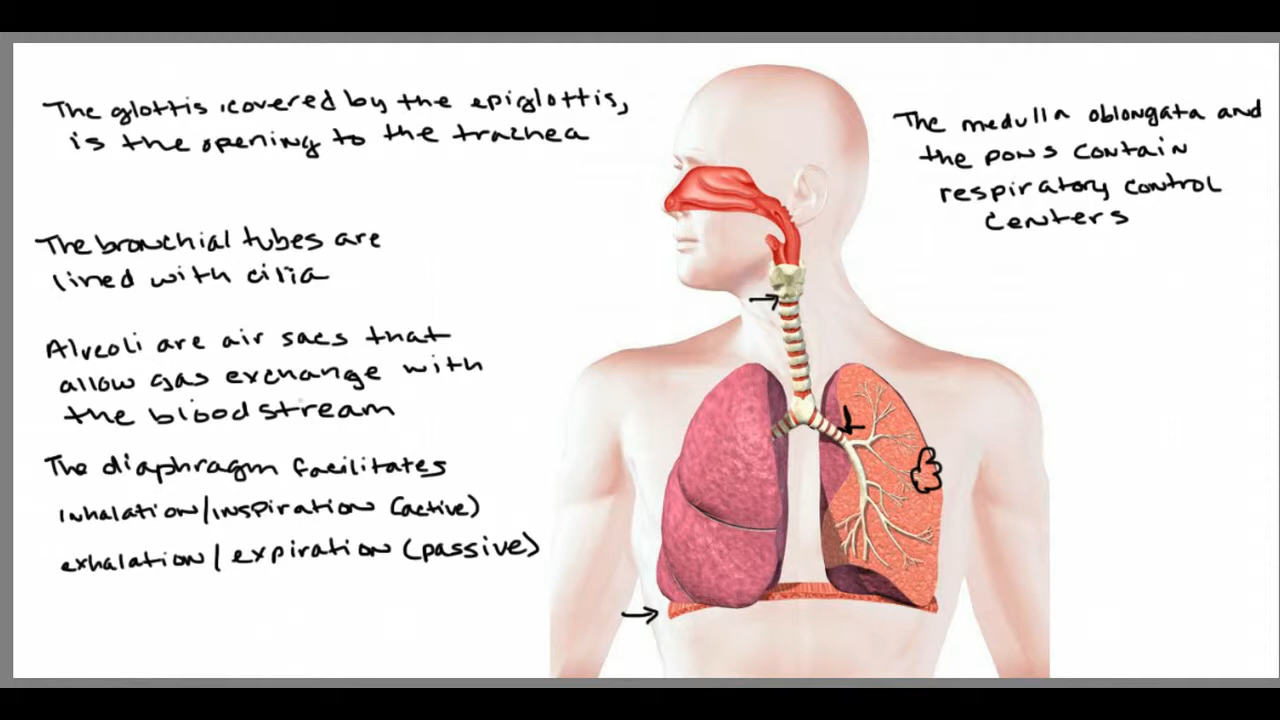 The glottis, covered by the epiglottis,
is the opening to the trachea
The bronchial tubes are
lined with cilia
Alveoli are air sacs that
allow gas exchange with
the blood stream
The diaphragm facilitates
inhalation/inspiration (active)
exhalation/expiration (passive)
The medulla oblongata and
the pons contain
respiratory control
centers